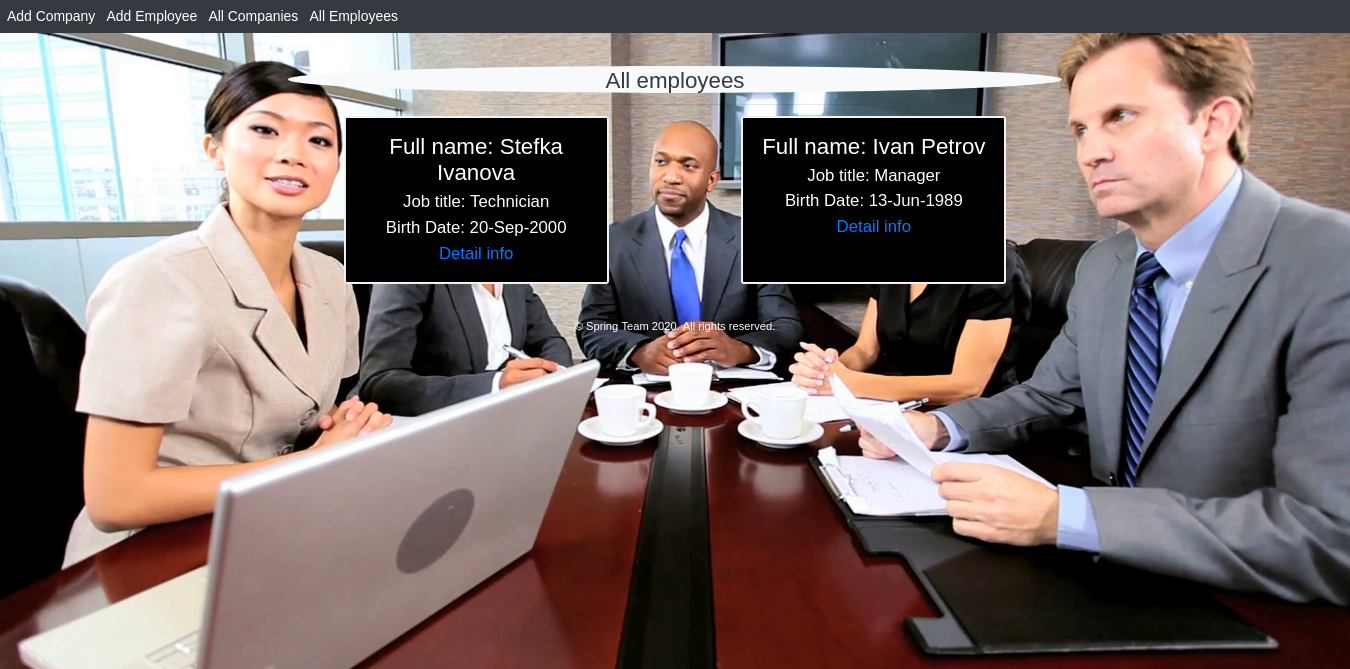 Add Company Add Employee All Companies All Employees
All employees
Full name: Stefka
Ivanova
Job title: Technician
Birth Date: 20-Sep-2000
Detail info
Full name: Ivan Petrov
Job title: Manager
Birth Date: 13-Jun-1989
Detail info
© Spring Team 2020. All rights reserved.